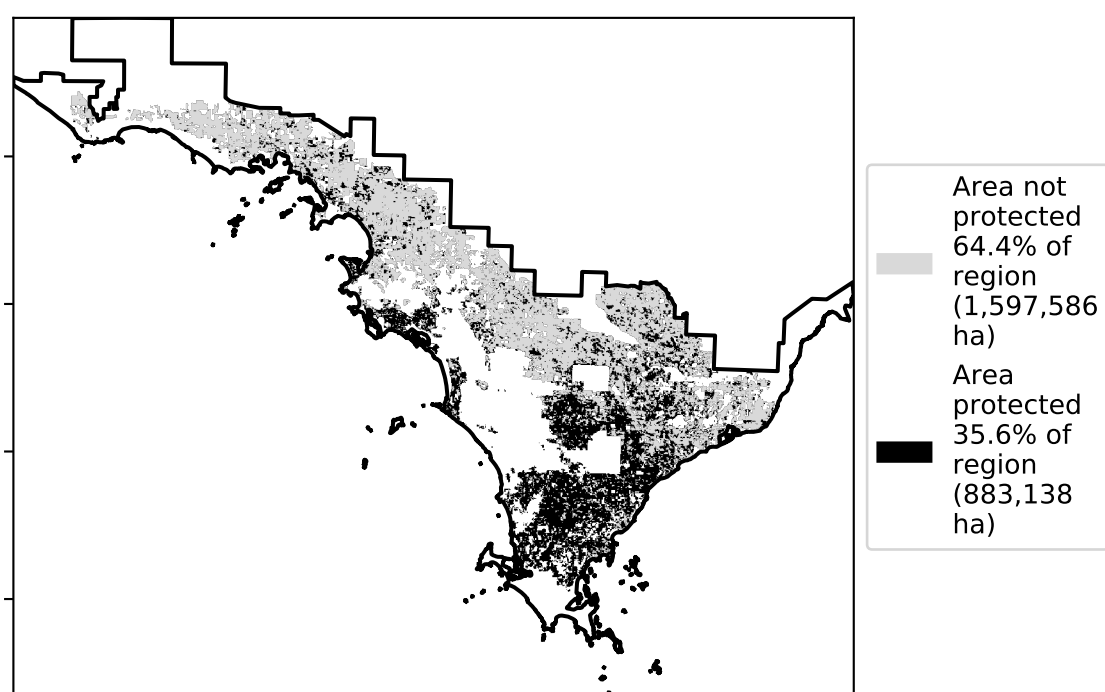 Area not
protected
64.4% of
region
(1,597,586
ha)
Area
protected
35.6% of
region
(883,138
ha)